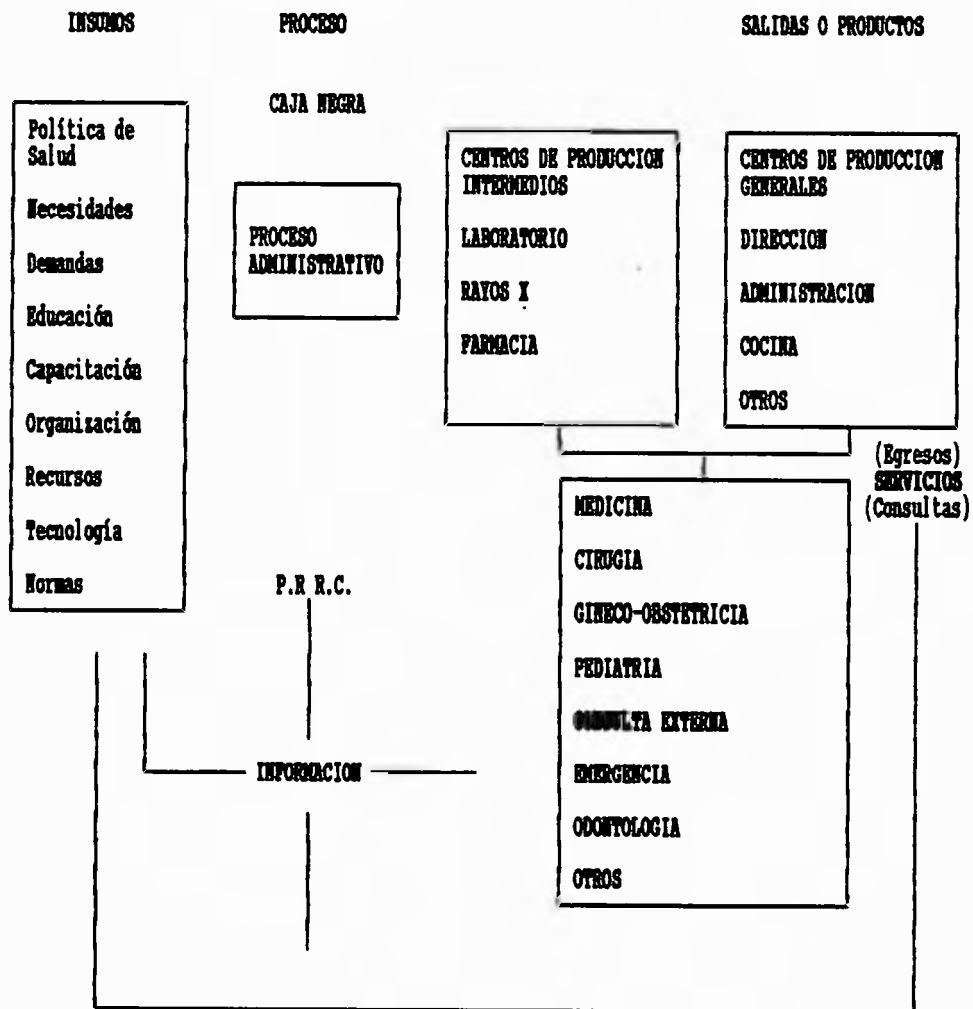 INSUMOS
PROCESO
SALIDAS O PRODUCTOS
CAJA NEGRA
Política de
Salud
Necesidades
Demandas
Educación
Capacitación
Organización
Recursos
Tecnología
Normas
PROCESO
ADMINISTRATIVO
CENTROS DE PRODUCCION
INTERMEDIOS
LABORATORIO
RAYOS X
FARMACIA
CENTROS DE PRODUCCION
GENERALES
DIRECCION
ADMINISTRACION
COCINA
OTROS
(Egresos)
SERVICIOS
(Consultas)
MEDICINA
CIRUGIA
GINECO-OBSTETRICIA
PEDIATRIA
CONSULTA EXTERNA
EMERGENCIA
ODONTOLOGIA
OTROS
P.R R.C.
INFORMACION